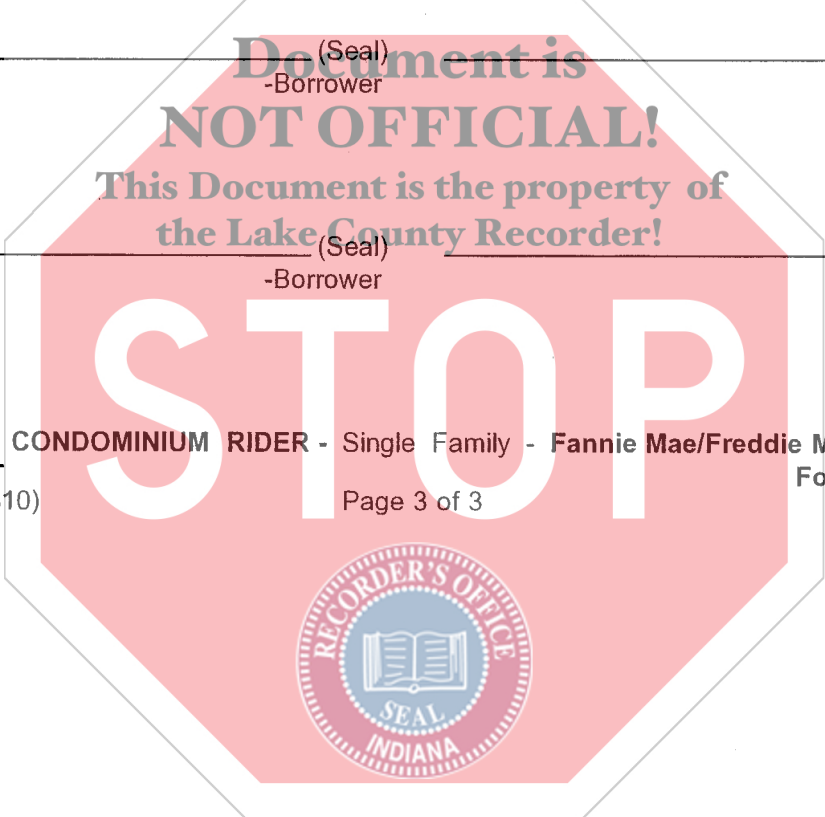 Document is
(Seal)
-Borrower
NOT OFFICIAL!
This Document is the property of
the Lake County Recorder!
(Seal)
-Borrower
STOP
CONDOMINIUM RIDER - Single Family - Fannie Mae/Freddie M
Fo
10) Page 3 of 3
RECORDER'S OFFICE
SEAL
INDIANA